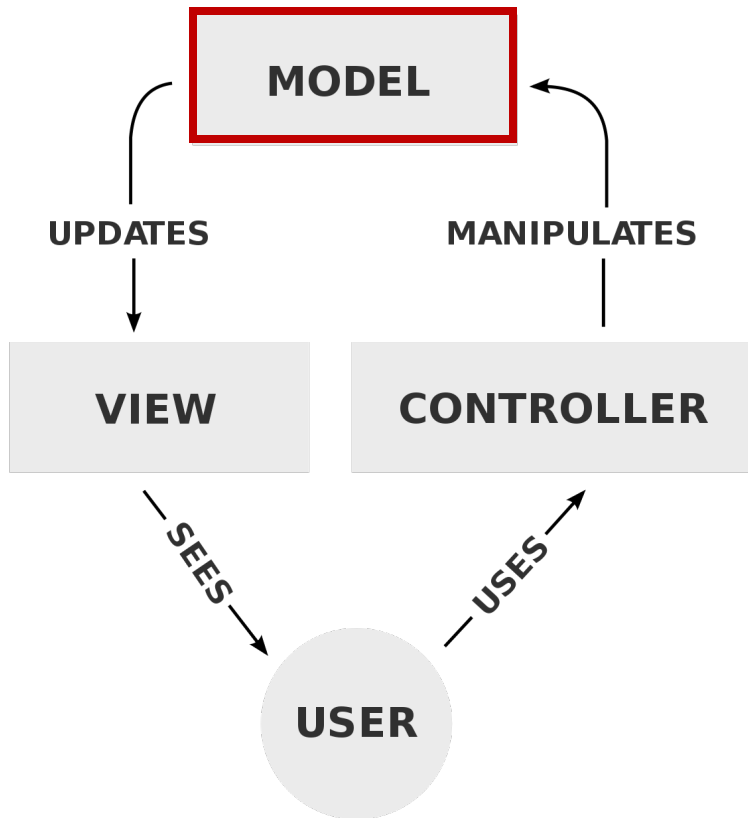 MODEL
UPDATES
MANIPULATES
VIEW
CONTROLLER
SEES
USES
USER